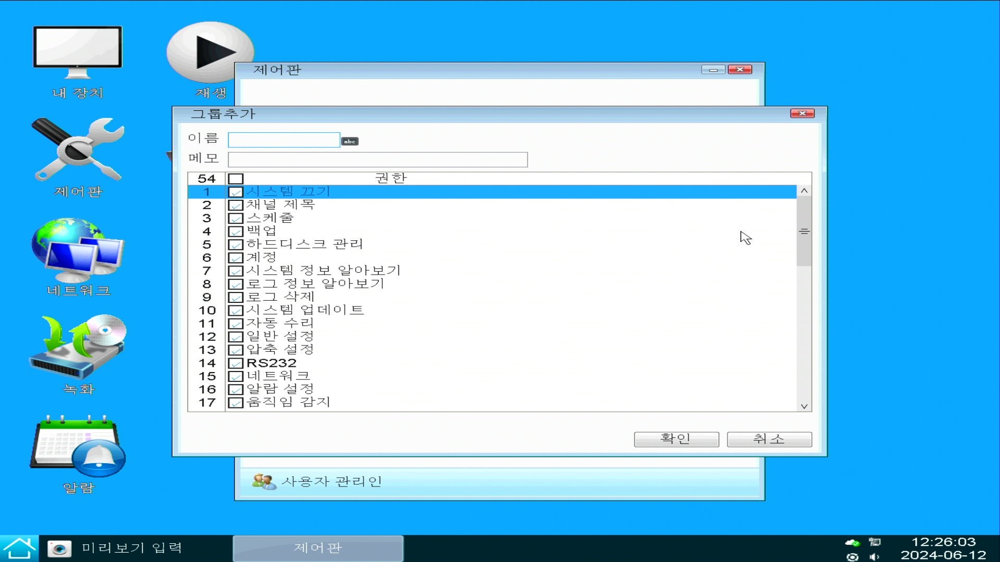 내 장치
재생
제어판
네트워크
녹화
알람
제어판
그룹추가
이름
abc
메모
54 권한
1 시스템 끄기
2 채널 제목
3 스케줄
4 백업
5 하드디스크 관리
6 계정
7 시스템 정보 알아보기
8 로그 정보 알아보기
9 로그 삭제
10 시스템 업데이트
11 자동 수리
12 일반 설정
13 압축 설정
14 RS232
15 네트워크
16 알람 설정
17 움직임 감지
확인 취소
사용자 관리인
미리보기 입력
제어판
12:26:03
2024-06-12